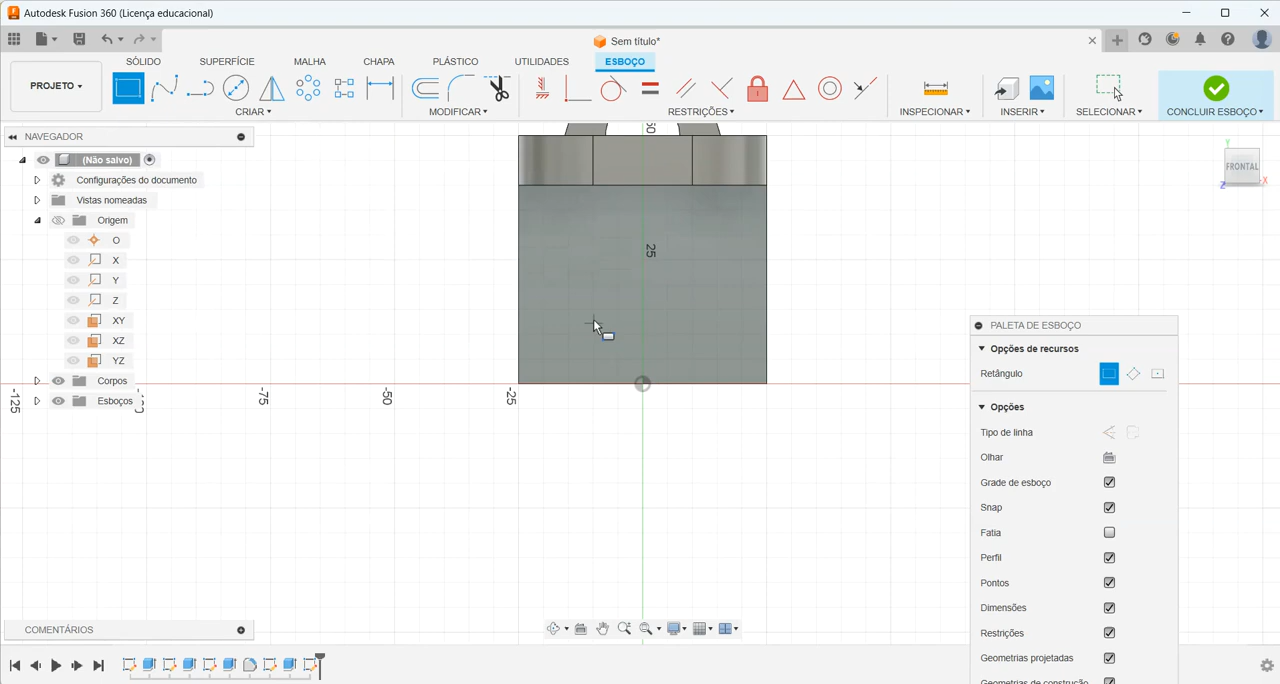 Autodesk Fusion 360 (Licença educacional)
Sem título*
SÓLIDO SUPERFÍCIE MALHA CHAPA PLÁSTICO UTILIDADES ESBOÇO
PROJETO
CRIAR MODIFICAR RESTRIÇÕES INSPECIONAR INSERIR SELECIONAR CONCLUIR ESBOÇO
NAVEGADOR
(Não salvo)
Configurações do documento
Vistas nomeadas
Origem
O
X
Y
Z
XY
XZ
YZ
Corpos
Esboços
50
25
-125
-75
-50
-25
FRONTAL
Y
Z
X
PALETA DE ESBOÇO
Opções de recursos
Retângulo
Opções
Tipo de linha
Olhar
Grade de esboço
Snap
Fatia
Perfil
Pontos
Dimensões
Restrições
Geometrias projetadas
Geometrias de construção
COMENTÁRIOS